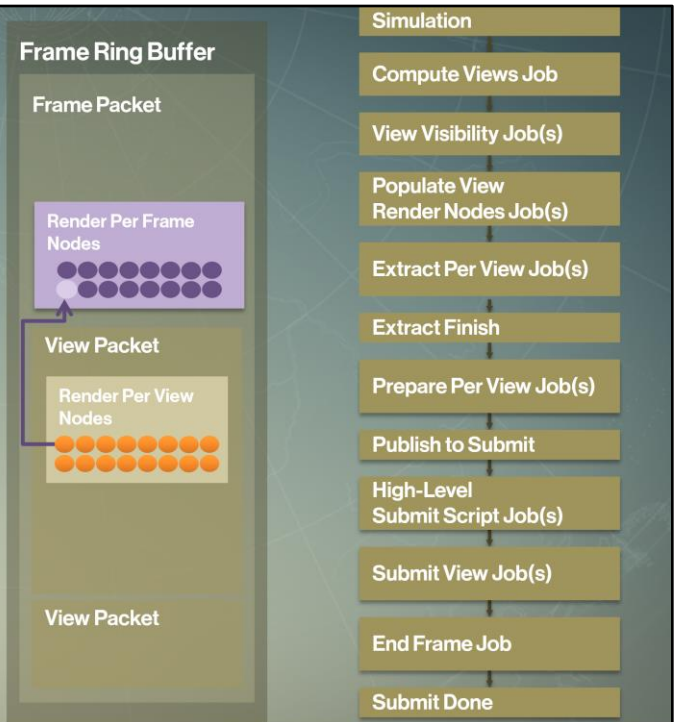 Frame Ring Buffer
Frame Packet
Render Per Frame
Nodes
View Packet
Render Per View
Nodes
View Packet
Simulation
Compute Views Job
View Visibility Job(s)
Populate View
Render Nodes Job(s)
Extract Per View Job(s)
Extract Finish
Prepare Per View Job(s)
Publish to Submit
High-Level
Submit Script Job(s)
Submit View Job(s)
End Frame Job
Submit Done